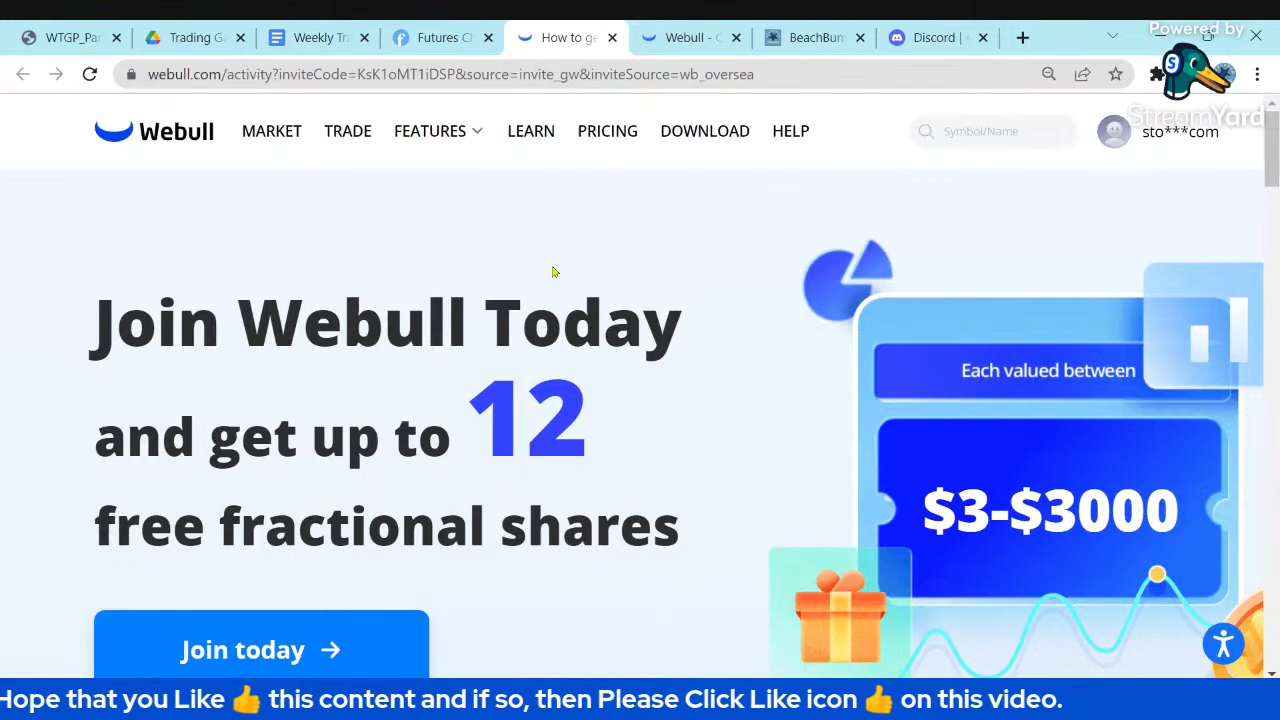 Powered by
StreamYard
WTGP_Par
Trading Ga
Weekly Tra
Futures Ch
How to ge
Webull - C
BeachBum
Discord |
webull.com/activity?inviteCode=KsK1oMT1iDSP&source=invite_gw&inviteSource=wb_oversea
Webull MARKET TRADE FEATURES LEARN PRICING DOWNLOAD HELP Symbol/Name sto***com
Join Webull Today
and get up to 12
free fractional shares
Each valued between
$3-$3000
Join today →
Hope that you Like 👍 this content and if so, then Please Click Like icon 👍 on this video.